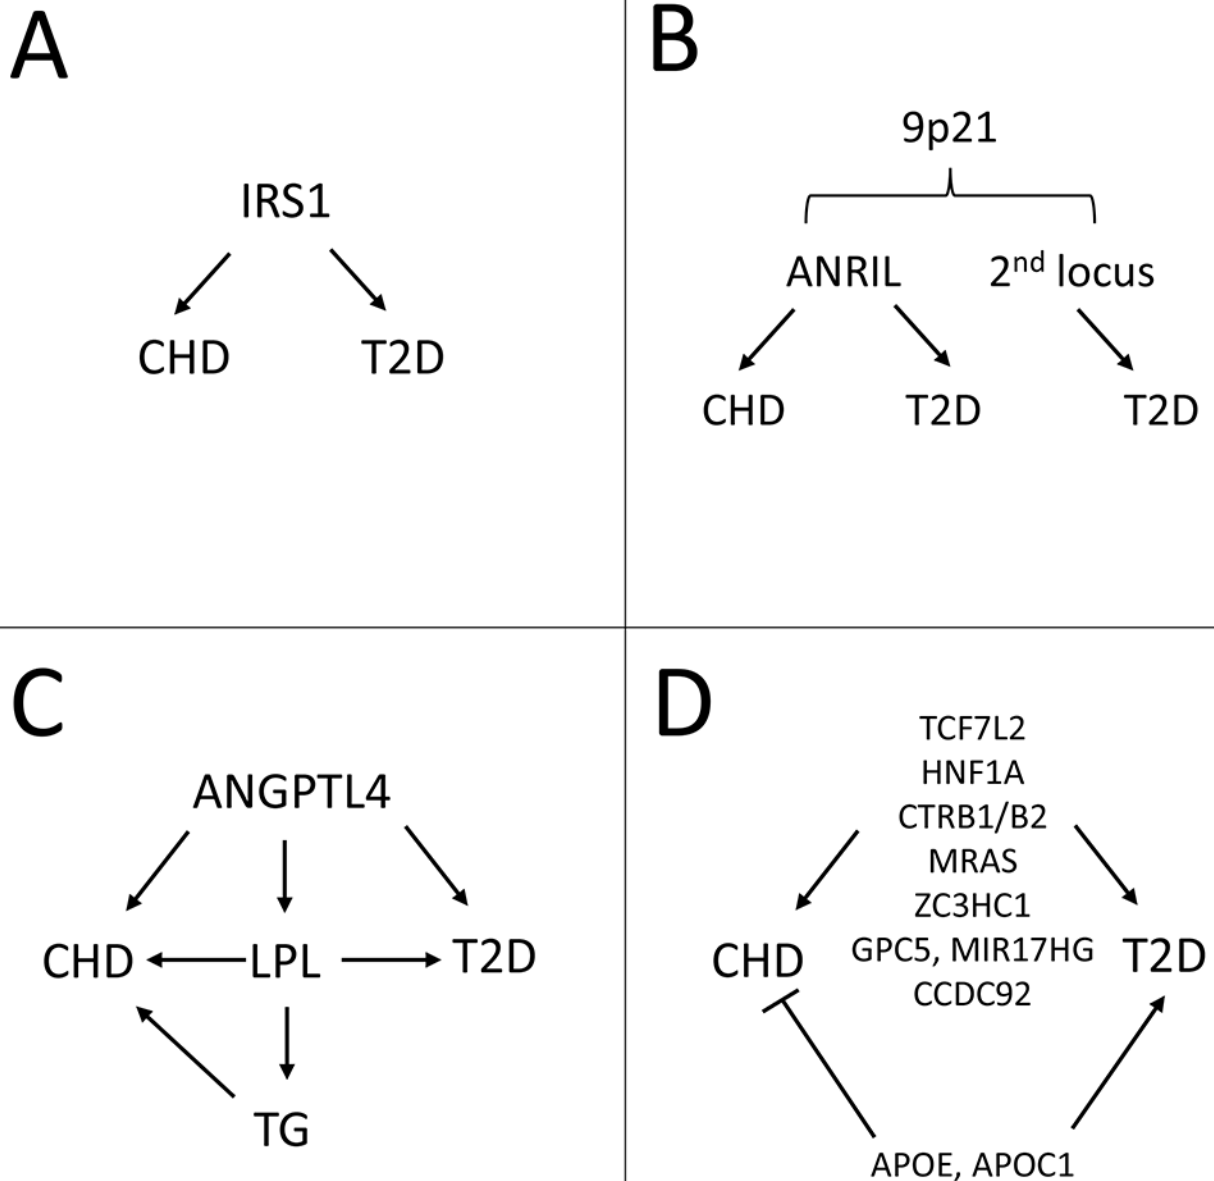 A
IRS1
CHD T2D
B
9p21
ANRIL 2nd locus
CHD T2D T2D
C
ANGPTL4
CHD LPL T2D
TG
D
TCF7L2
HNF1A
CTRB1/B2
MRAS
ZC3HC1
GPC5, MIR17HG
CHD T2D
CCDC92
APOE, APOC1